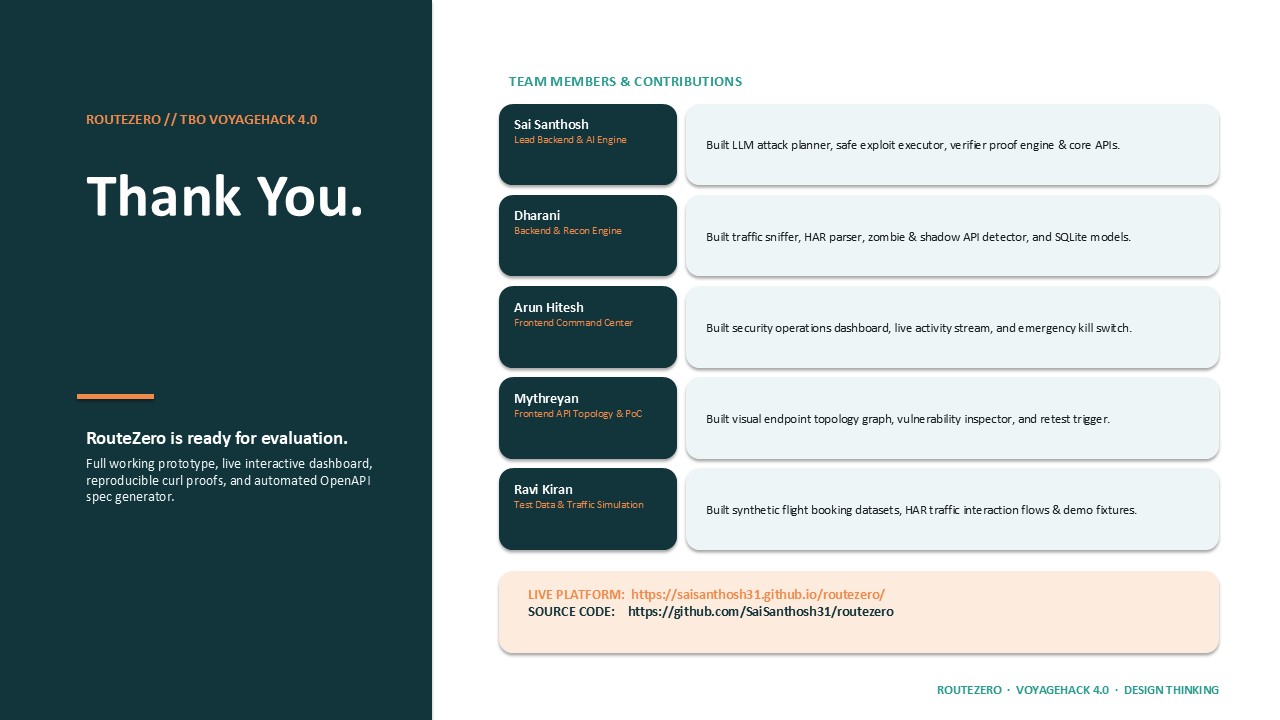 ROUTEZERO // TBO VOYAGEHACK 4.0
Thank You.
RouteZero is ready for evaluation.
Full working prototype, live interactive dashboard,
reproducible curl proofs, and automated OpenAPI
spec generator.
TEAM MEMBERS & CONTRIBUTIONS
Sai Santhosh
Lead Backend & AI Engine
Built LLM attack planner, safe exploit executor, verifier proof engine & core APIs.
Dharani
Backend & Recon Engine
Built traffic sniffer, HAR parser, zombie & shadow API detector, and SQLite models.
Arun Hitesh
Frontend Command Center
Built security operations dashboard, live activity stream, and emergency kill switch.
Mythreyan
Frontend API Topology & PoC
Built visual endpoint topology graph, vulnerability inspector, and retest trigger.
Ravi Kiran
Test Data & Traffic Simulation
Built synthetic flight booking datasets, HAR traffic interaction flows & demo fixtures.
LIVE PLATFORM: https://saisanthosh31.github.io/routezero/
SOURCE CODE: https://github.com/SaiSanthosh31/routezero
ROUTEZERO · VOYAGEHACK 4.0 · DESIGN THINKING